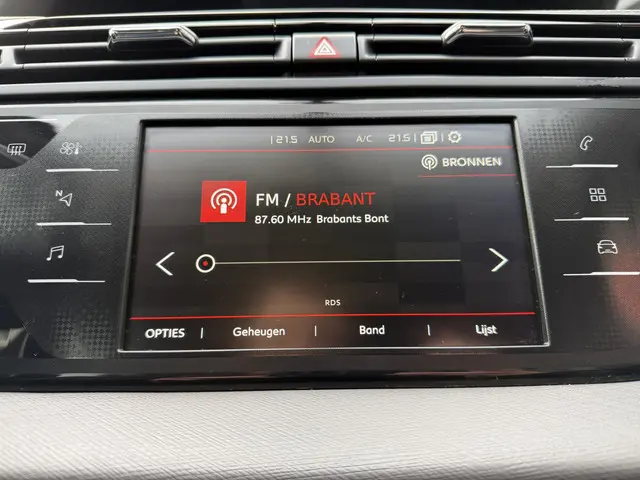 21.5 AUTO A/C 21.5
BRONNEN
N
FM / BRABANT
87.60 MHz Brabants Bont
RDS
OPTIES | Geheugen | Band | Lijst